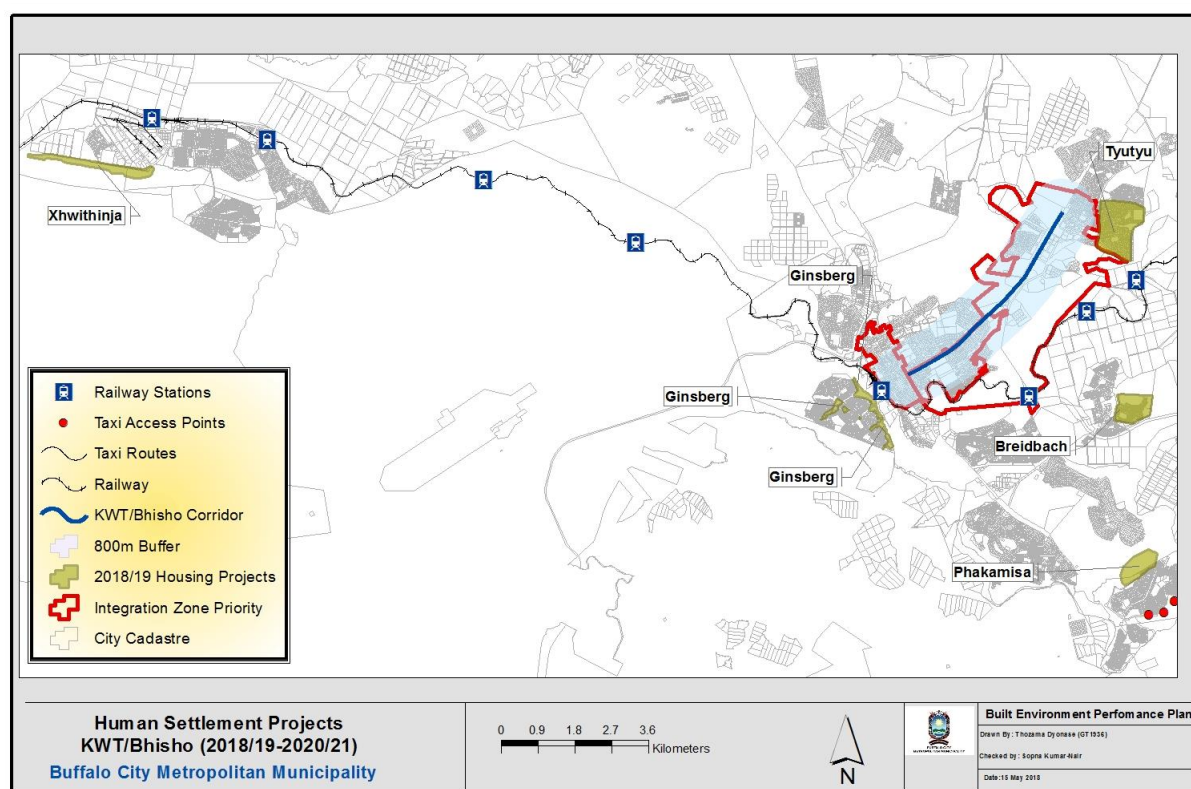 Tyutyu
Xhwithinja
Ginsberg
Ginsberg
Breidbach
Ginsberg
Phakamisa
Railway Stations
Taxi Access Points
Taxi Routes
Railway
KWT/Bhisho Corridor
800m Buffer
2018/19 Housing Projects
Integration Zone Priority
City Cadastre
Human Settlement Projects
KWT/Bhisho (2018/19-2020/21)
Buffalo City Metropolitan Municipality
0 0.9 1.8 2.7 3.6
Kilometers
N
Built Environment Perfomance Plan
Drawn By: Thozama Dyonase (GT1936)
Checked by: Sopna Kumar-Nair
Date:15 May 2018